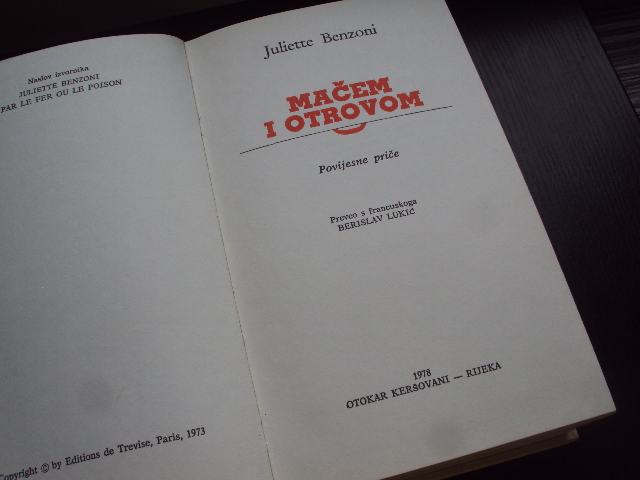 Naslov izvornika
JULIETTE BENZONI
PAR LE FER OU LE POISON
Copyright © by Editions de Trevise, Paris, 1973
Juliette Benzoni
MAČEM
I OTROVOM
Povijesne priče
Preveo s francuskoga
BERISLAV LUKIĆ
1978
OTOKAR KERŠOVANI — RIJEKA